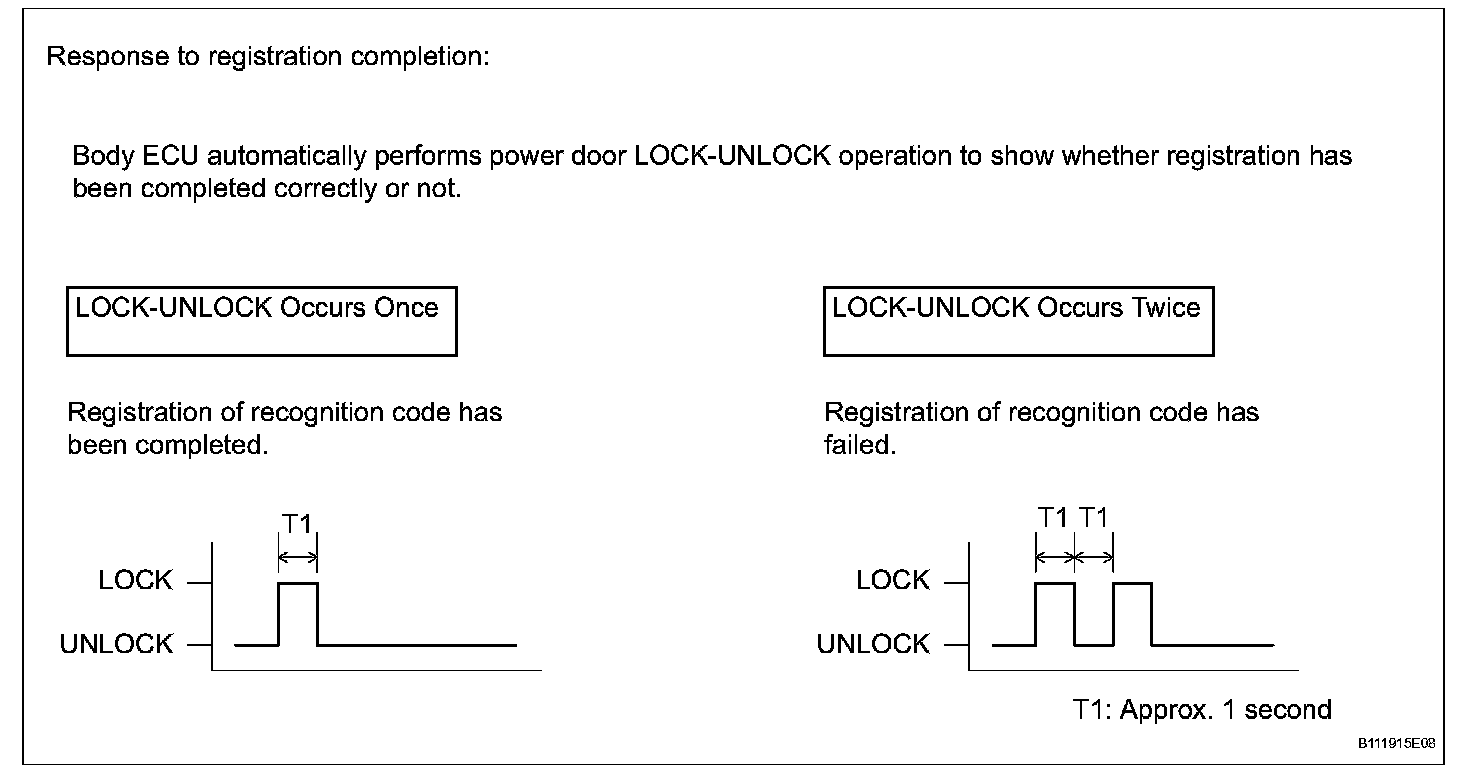 Response to registration completion:
Body ECU automatically performs power door LOCK-UNLOCK operation to show whether registration has
been completed correctly or not.
LOCK-UNLOCK Occurs Once
Registration of recognition code has
been completed.
T1
LOCK
UNLOCK
LOCK-UNLOCK Occurs Twice
Registration of recognition code has
failed.
T1 T1
LOCK
UNLOCK
T1: Approx. 1 second
B111915E08